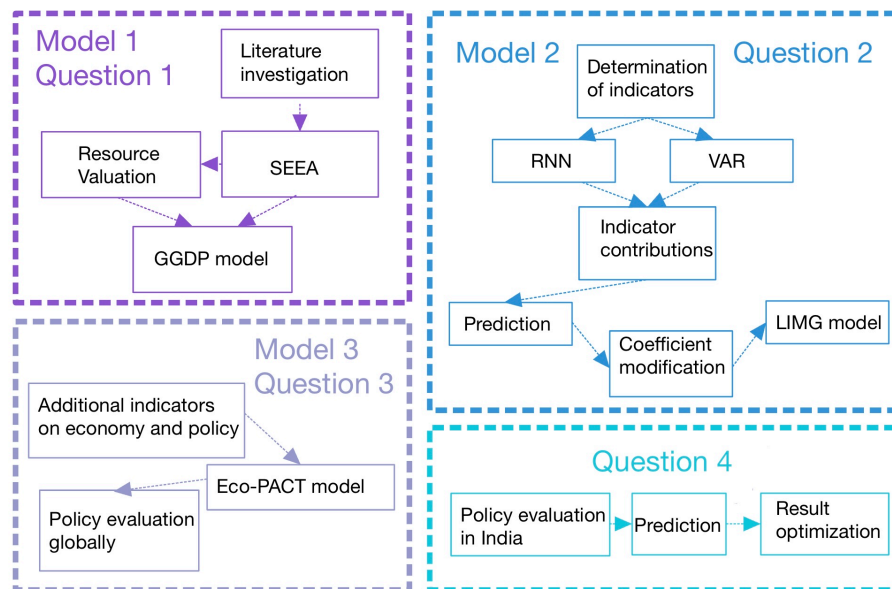 Model 1
Question 1
Literature
investigation
Resource
Valuation
SEEA
GGDP model
Model 2
Question 2
Determination
of indicators
RNN
VAR
Indicator
contributions
Prediction
Coefficient
modification
LIMG model
Model 3
Question 3
Additional indicators
on economy and policy
Eco-PACT model
Policy evaluation
globally
Question 4
Policy evaluation
in India
Prediction
Result
optimization